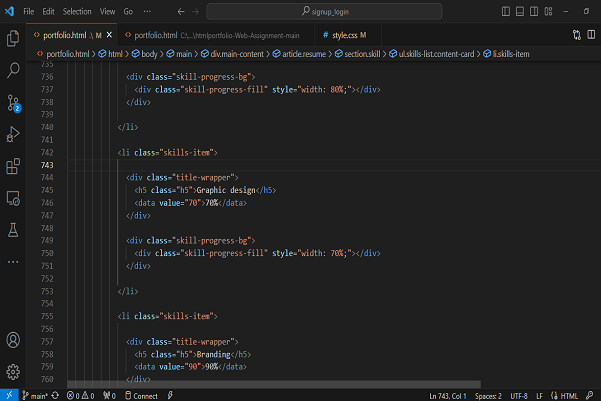 File Edit Selection View Go ··· signup_login
portfolio.html .\ M portfolio.html C:\...\htmlportfolio-Web-Assignment-main style.css M
portfolio.html > html > body > main > div.main-content > article.resume > section.skill > ul.skills-list.content-card > li.skills-item
735
736 <div class="skill-progress-bg">
737 <div class="skill-progress-fill" style="width: 80%;"></div>
738 </div>
739
740 </li>
741
742 <li class="skills-item">
743
744 <div class="title-wrapper">
745 <h5 class="h5">Graphic design</h5>
746 <data value="70">70%</data>
747 </div>
748
749 <div class="skill-progress-bg">
750 <div class="skill-progress-fill" style="width: 70%;"></div>
751 </div>
752
753 </li>
754
755 <li class="skills-item">
756
757 <div class="title-wrapper">
758 <h5 class="h5">Branding</h5>
759 <data value="90">90%</data>
760 </div>
2
main* 0 0 0 Connect Ln 743, Col 1 Spaces: 2 UTF-8 LF HTML